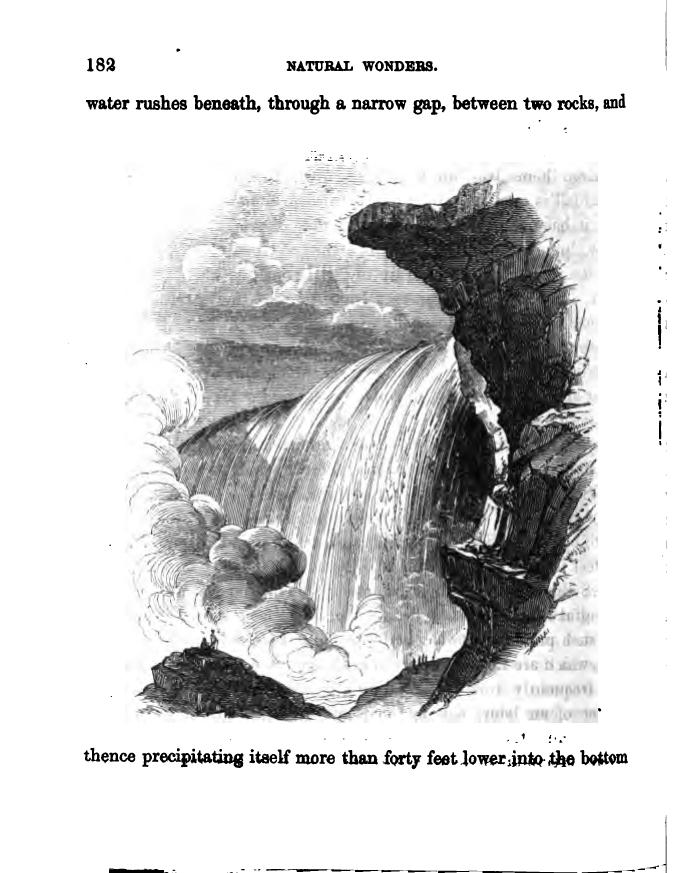 182 NATURAL WONDERS.
water rushes beneath, through a narrow gap, between two rocks, and
thence precipitating itself more than forty feet lower into the bottom